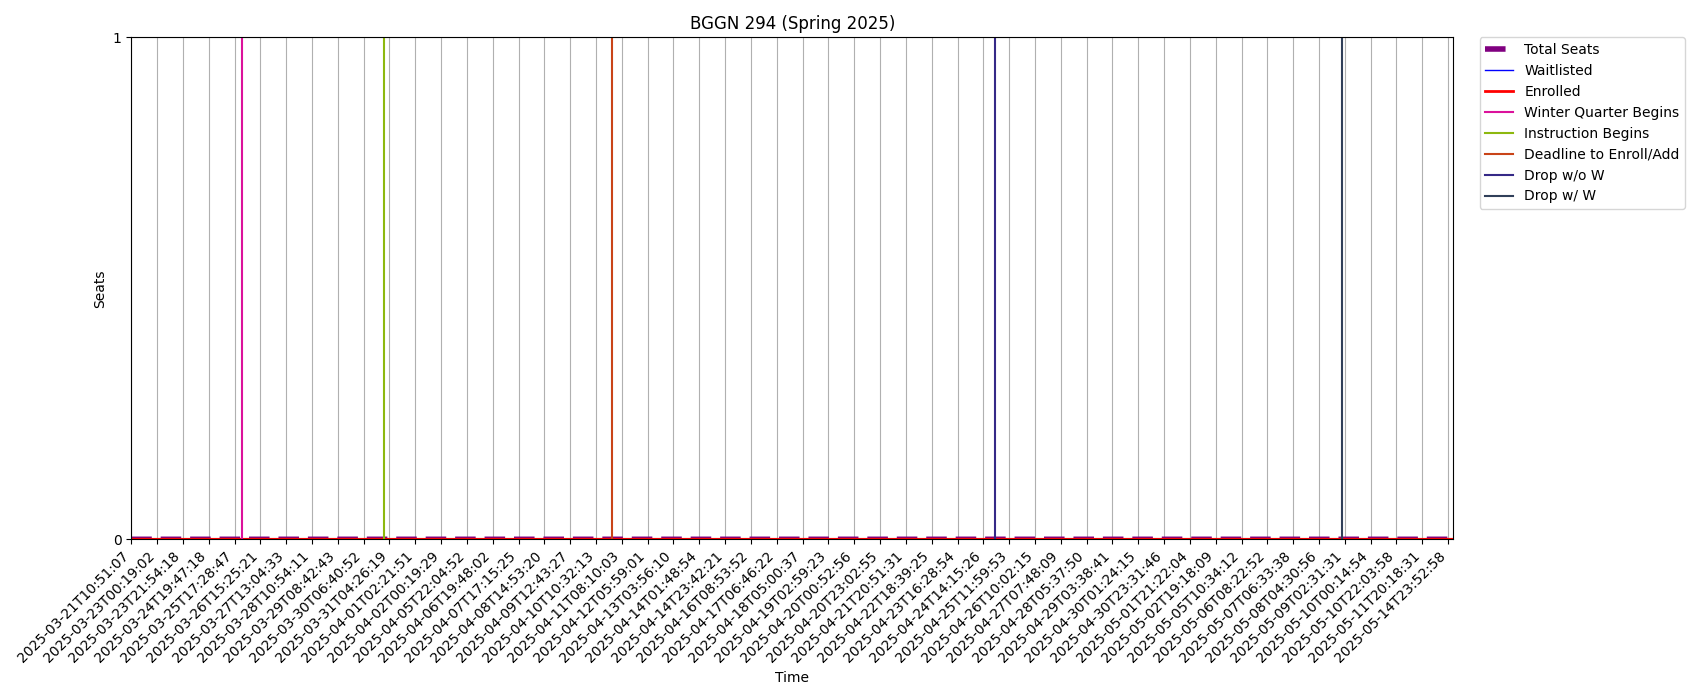 BGGN 294 (Spring 2025)
1
0
Seats
Total Seats
Waitlisted
Enrolled
Winter Quarter Begins
Instruction Begins
Deadline to Enroll/Add
Drop w/o W
Drop w/ W
2025-03-21T10:51:07
2025-03-23T00:19:02
2025-03-23T21:54:18
2025-03-24T19:47:18
2025-03-25T17:28:47
2025-03-26T15:25:21
2025-03-27T13:04:33
2025-03-28T10:54:11
2025-03-29T08:42:43
2025-03-30T06:40:52
2025-03-31T04:26:19
2025-04-01T02:21:51
2025-04-02T00:19:29
2025-04-05T22:04:52
2025-04-06T19:48:02
2025-04-07T17:15:25
2025-04-08T14:53:20
2025-04-09T12:43:27
2025-04-10T10:32:13
2025-04-11T08:10:03
2025-04-12T05:59:01
2025-04-13T03:56:10
2025-04-14T01:48:54
2025-04-14T23:42:21
2025-04-16T08:53:52
2025-04-17T06:46:22
2025-04-18T05:00:37
2025-04-19T02:59:23
2025-04-20T00:52:56
2025-04-20T23:02:55
2025-04-21T20:51:31
2025-04-22T18:39:25
2025-04-23T16:28:54
2025-04-24T14:15:26
2025-04-25T11:59:53
2025-04-26T10:02:15
2025-04-27T07:48:09
2025-04-28T05:37:50
2025-04-29T03:38:41
2025-04-30T01:24:15
2025-04-30T23:31:46
2025-05-01T21:22:04
2025-05-02T19:18:09
2025-05-05T10:34:12
2025-05-06T08:22:52
2025-05-07T06:33:38
2025-05-08T04:30:56
2025-05-09T02:31:31
2025-05-10T00:14:54
2025-05-10T22:03:58
2025-05-11T20:18:31
2025-05-14T23:52:58
Time